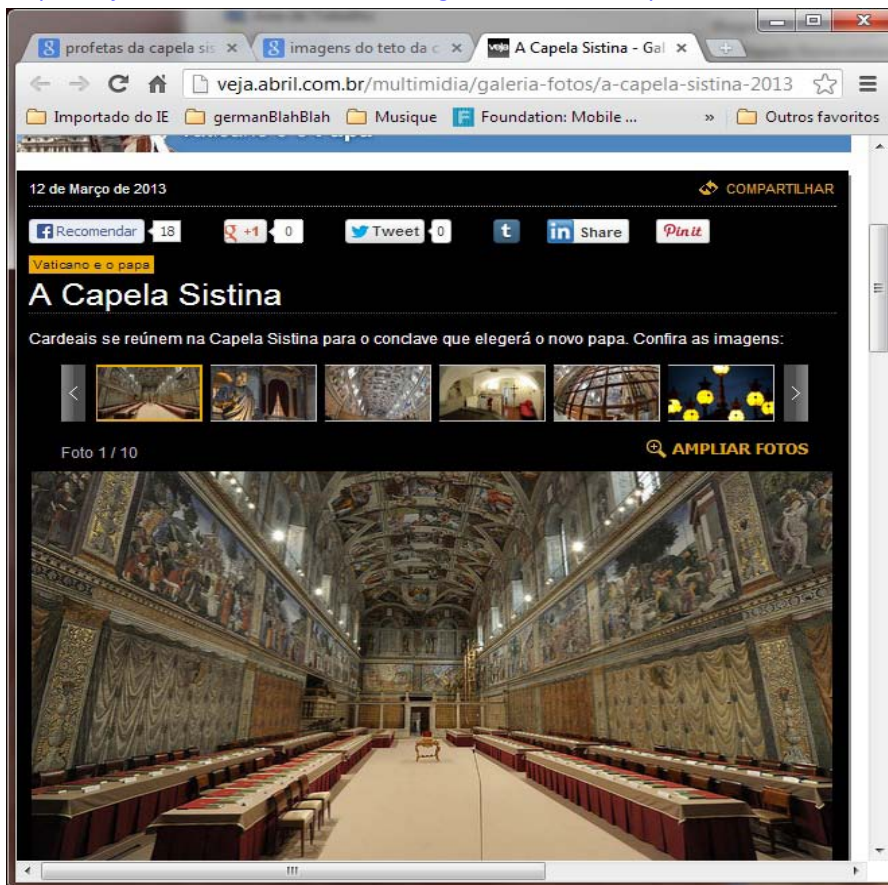 profetas da capela sis
imagens do teto da c
A Capela Sistina - Gal
veja.abril.com.br/multimidia/galeria-fotos/a-capela-sistina-2013
Importado do IE
germanBlahBlah
Musique
Foundation: Mobile ...
»
Outros favoritos
12 de Março de 2013
COMPARTILHAR
Recomendar 18
+1 0
Tweet 0
t
in Share
Pin it
Vaticano e o papa
A Capela Sistina
Cardeais se reúnem na Capela Sistina para o conclave que elegerá o novo papa. Confira as imagens:
Foto 1 / 10
AMPLIAR FOTOS